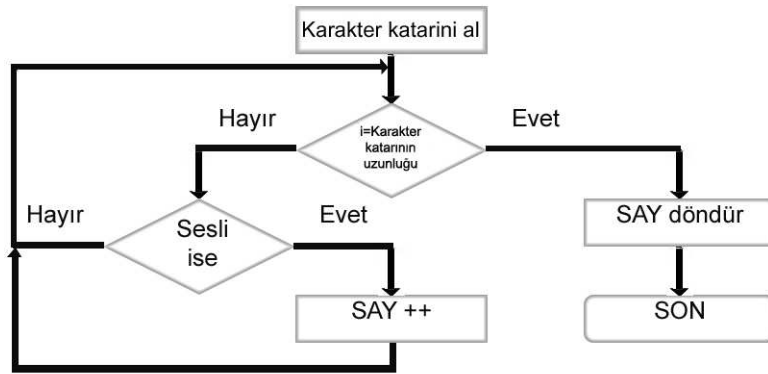 Karakter katarini al
Hayır
Evet
i=Karakter
katarının
uzunluğu
Hayır
Evet
SAY döndür
Sesli
ise
SAY ++
SON